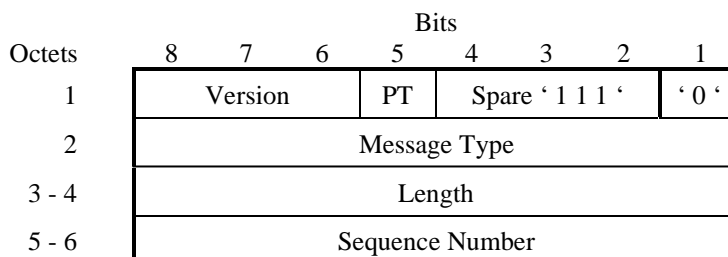 Bits
Octets 8 7 6 5 4 3 2 1
1 Version PT Spare ‘ 1 1 1 ‘ ‘ 0 ‘
2 Message Type
3 - 4 Length
5 - 6 Sequence Number